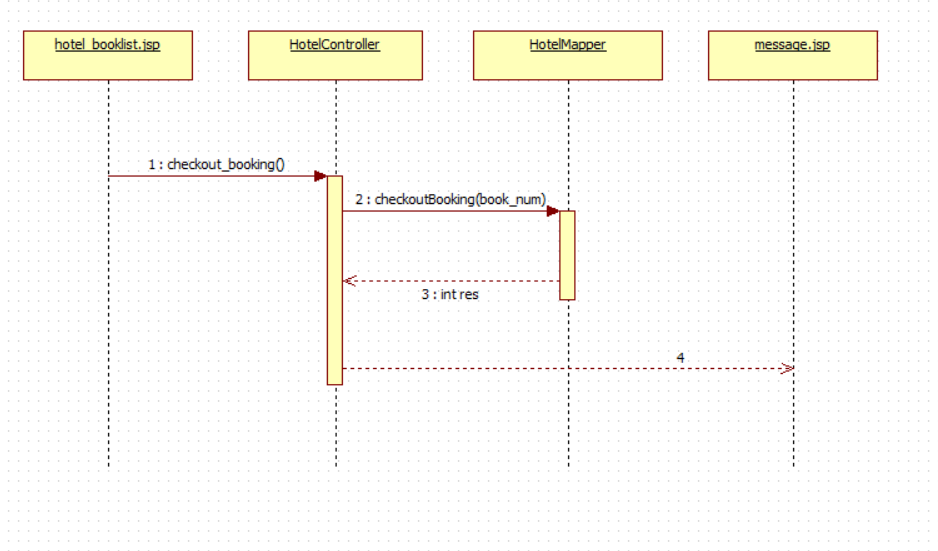 hotel_booklist.jsp
HotelController
HotelMapper
message.jsp
1 : checkout_booking()
2 : checkoutBooking(book_num)
3 : int res
4